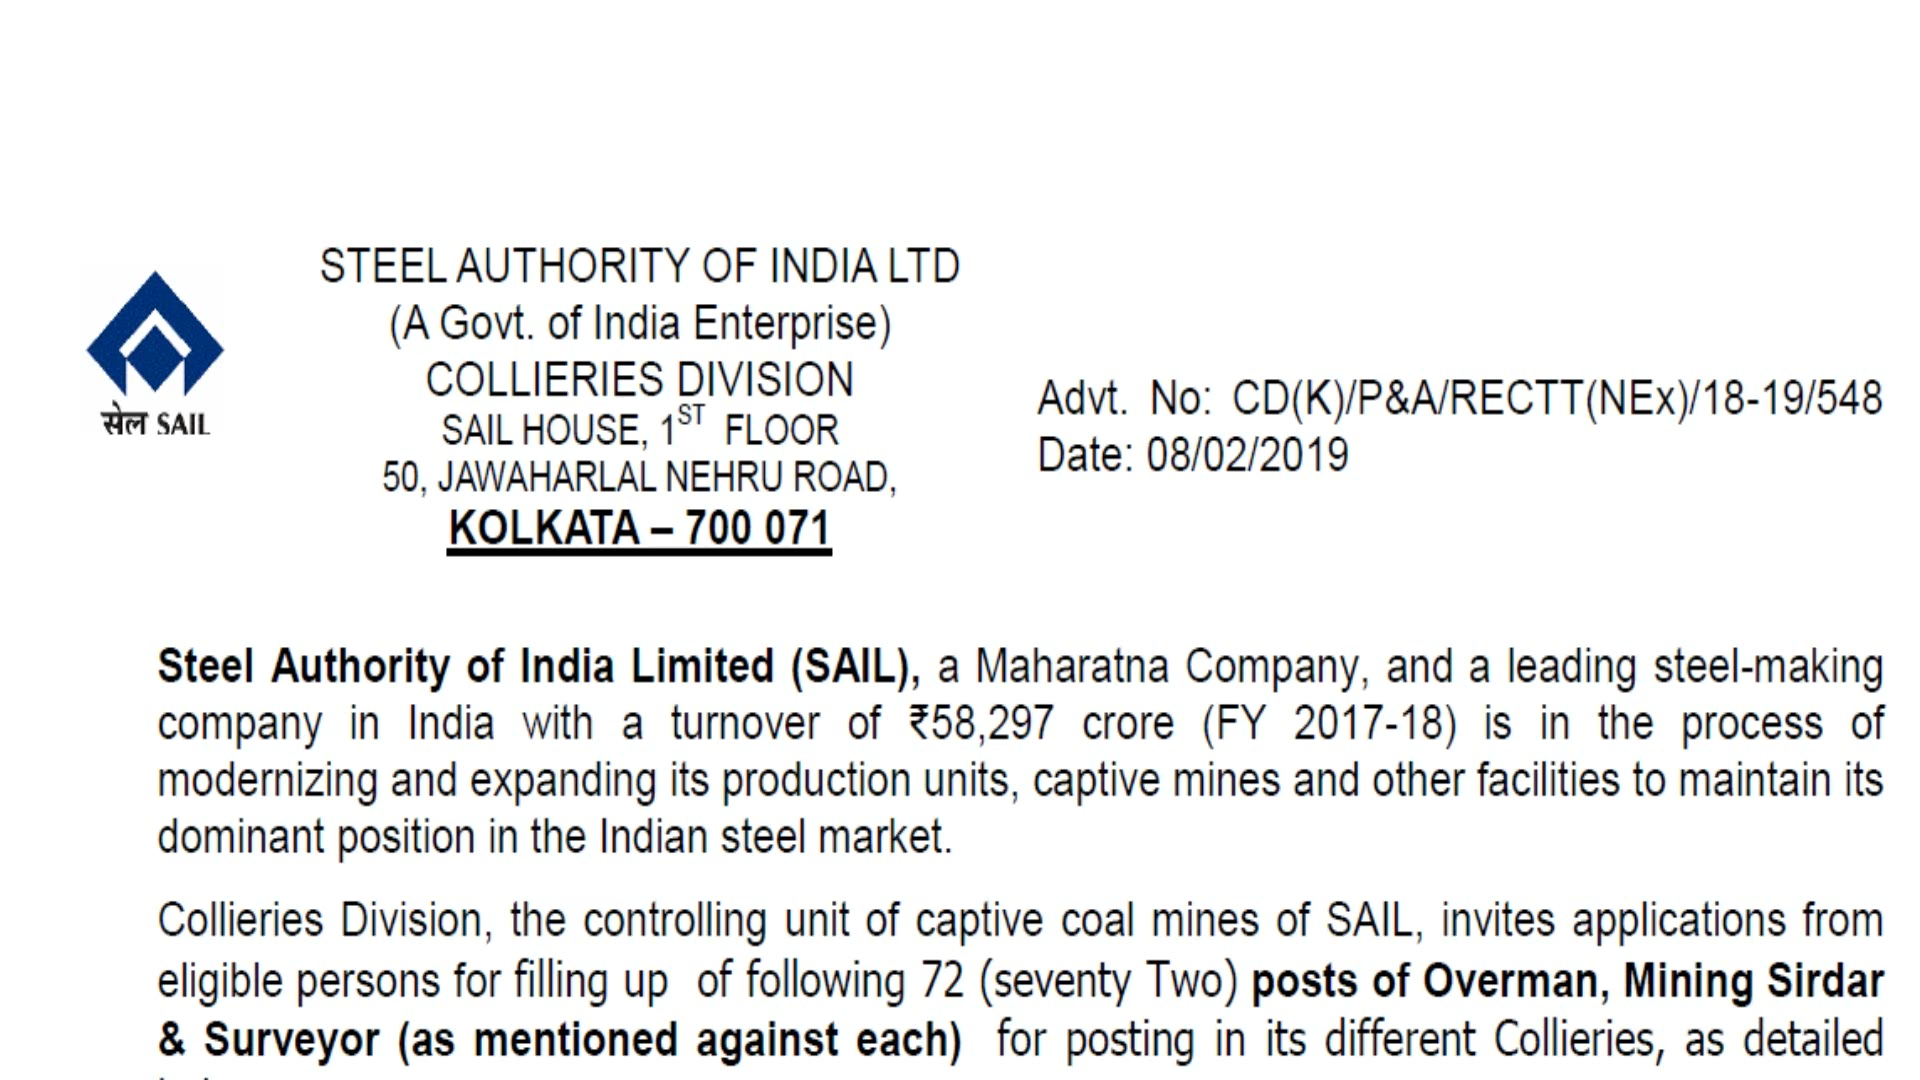 STEEL AUTHORITY OF INDIA LTD
(A Govt. of India Enterprise)
COLLIERIES DIVISION
SAIL HOUSE, 1ST FLOOR
50, JAWAHARLAL NEHRU ROAD,
KOLKATA – 700 071
सेल SAIL
Advt. No: CD(K)/P&A/RECTT(NEx)/18-19/548
Date: 08/02/2019
Steel Authority of India Limited (SAIL), a Maharatna Company, and a leading steel-making
company in India with a turnover of ₹58,297 crore (FY 2017-18) is in the process of
modernizing and expanding its production units, captive mines and other facilities to maintain its
dominant position in the Indian steel market.
Collieries Division, the controlling unit of captive coal mines of SAIL, invites applications from
eligible persons for filling up of following 72 (seventy Two) posts of Overman, Mining Sirdar
& Surveyor (as mentioned against each) for posting in its different Collieries, as detailed